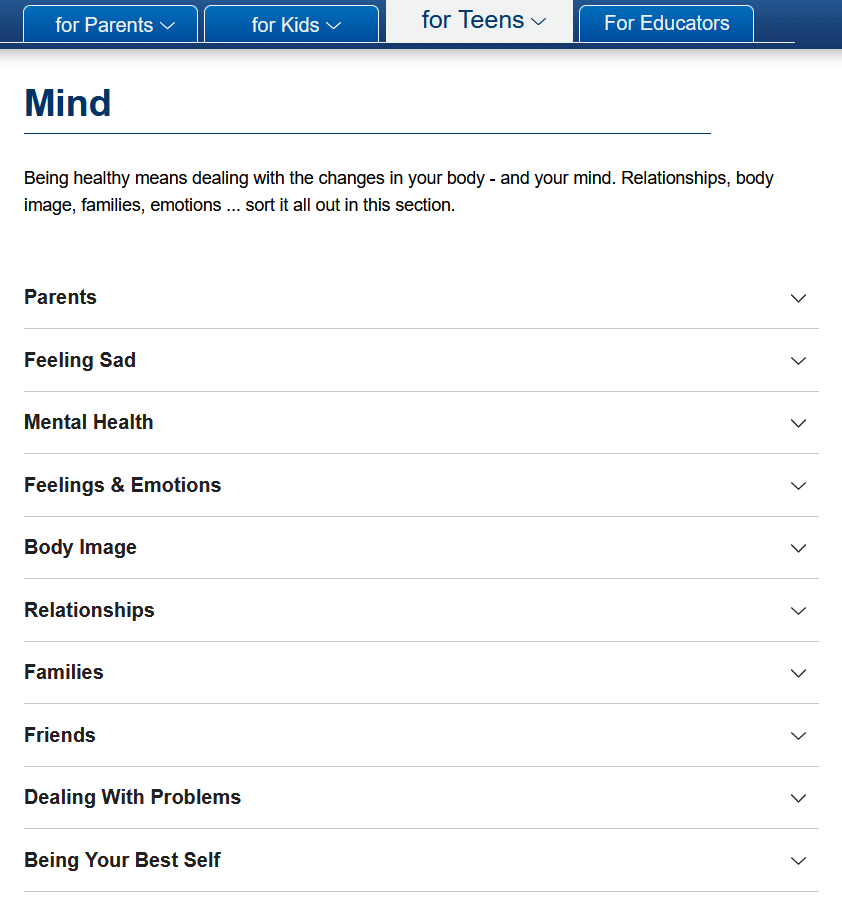 for Parents
for Kids
for Teens
For Educators
Mind
Being healthy means dealing with the changes in your body - and your mind. Relationships, body
image, families, emotions ... sort it all out in this section.
Parents
Feeling Sad
Mental Health
Feelings & Emotions
Body Image
Relationships
Families
Friends
Dealing With Problems
Being Your Best Self